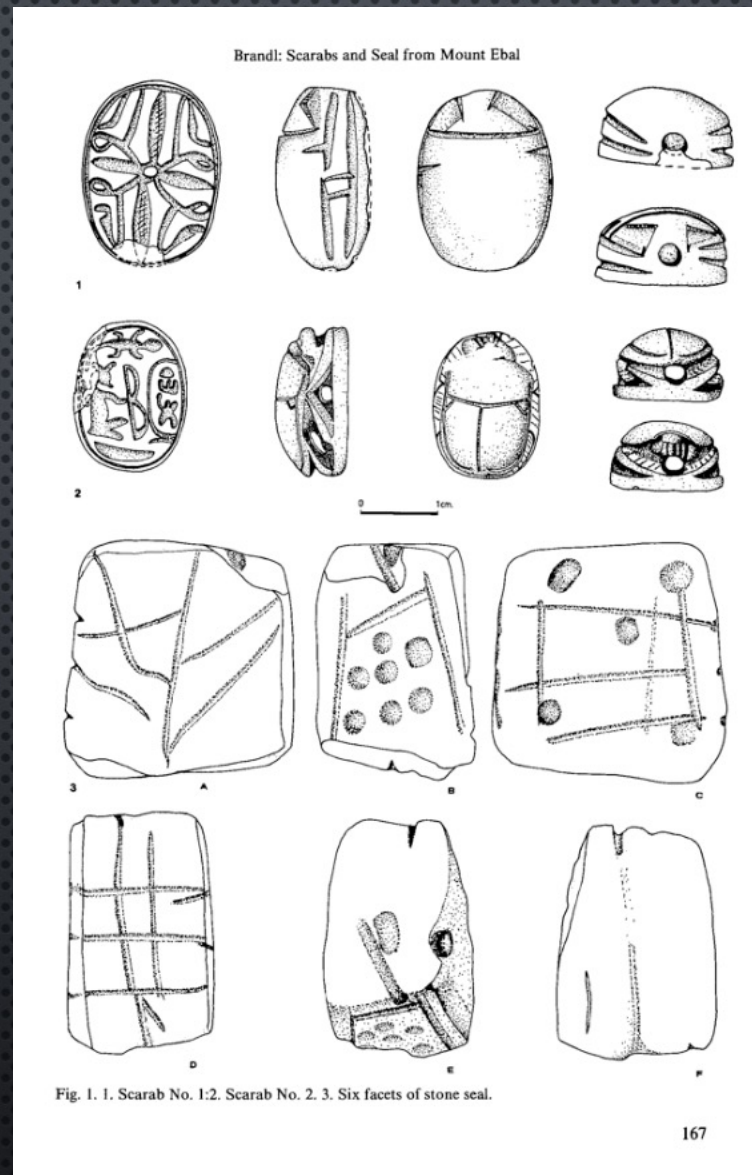 Brandl: Scarabs and Seal from Mount Ebal
1
2
0 1cm.
3 A B C
D E F
Fig. 1. 1. Scarab No. 1:2. Scarab No. 2. 3. Six facets of stone seal.
167